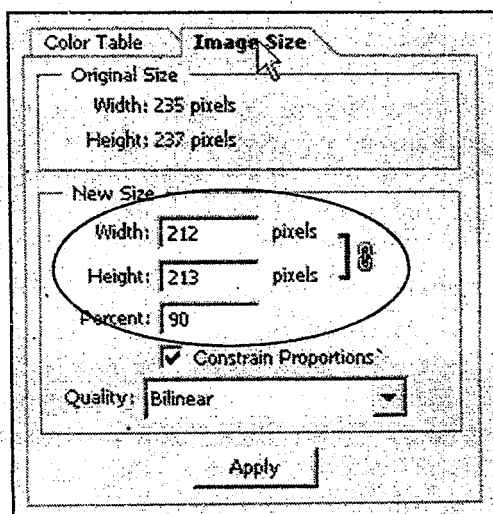 Color Table Image Size
Original Size
Width: 235 pixels
Height: 237 pixels
New Size
Width: 212 pixels
Height: 213 pixels
Percent: 90
Constrain Proportions
Quality: Bilinear
Apply